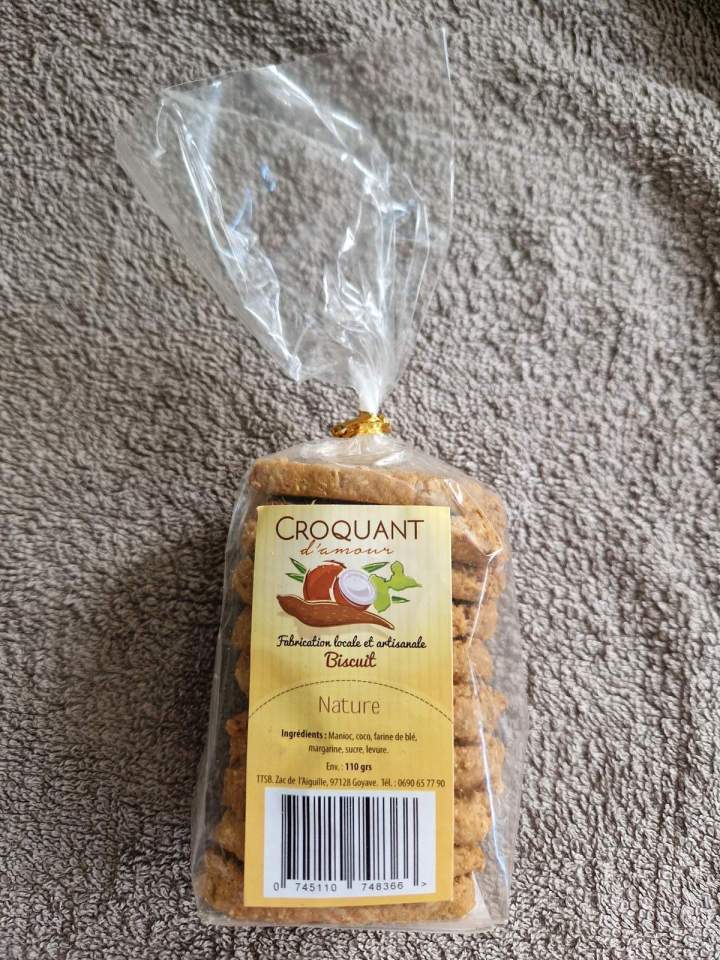 CROQUANT
d'amour
Fabrication locale et artisanale
Biscuit
Nature
Ingrédients : Manioc, coco, farine de blé,
margarine, sucre, levure.
Env. : 110 grs
TTSB. Zac de l'Aiguille, 97128 Goyave. Tél. : 0690 65 77 90
0 745110 748366 >